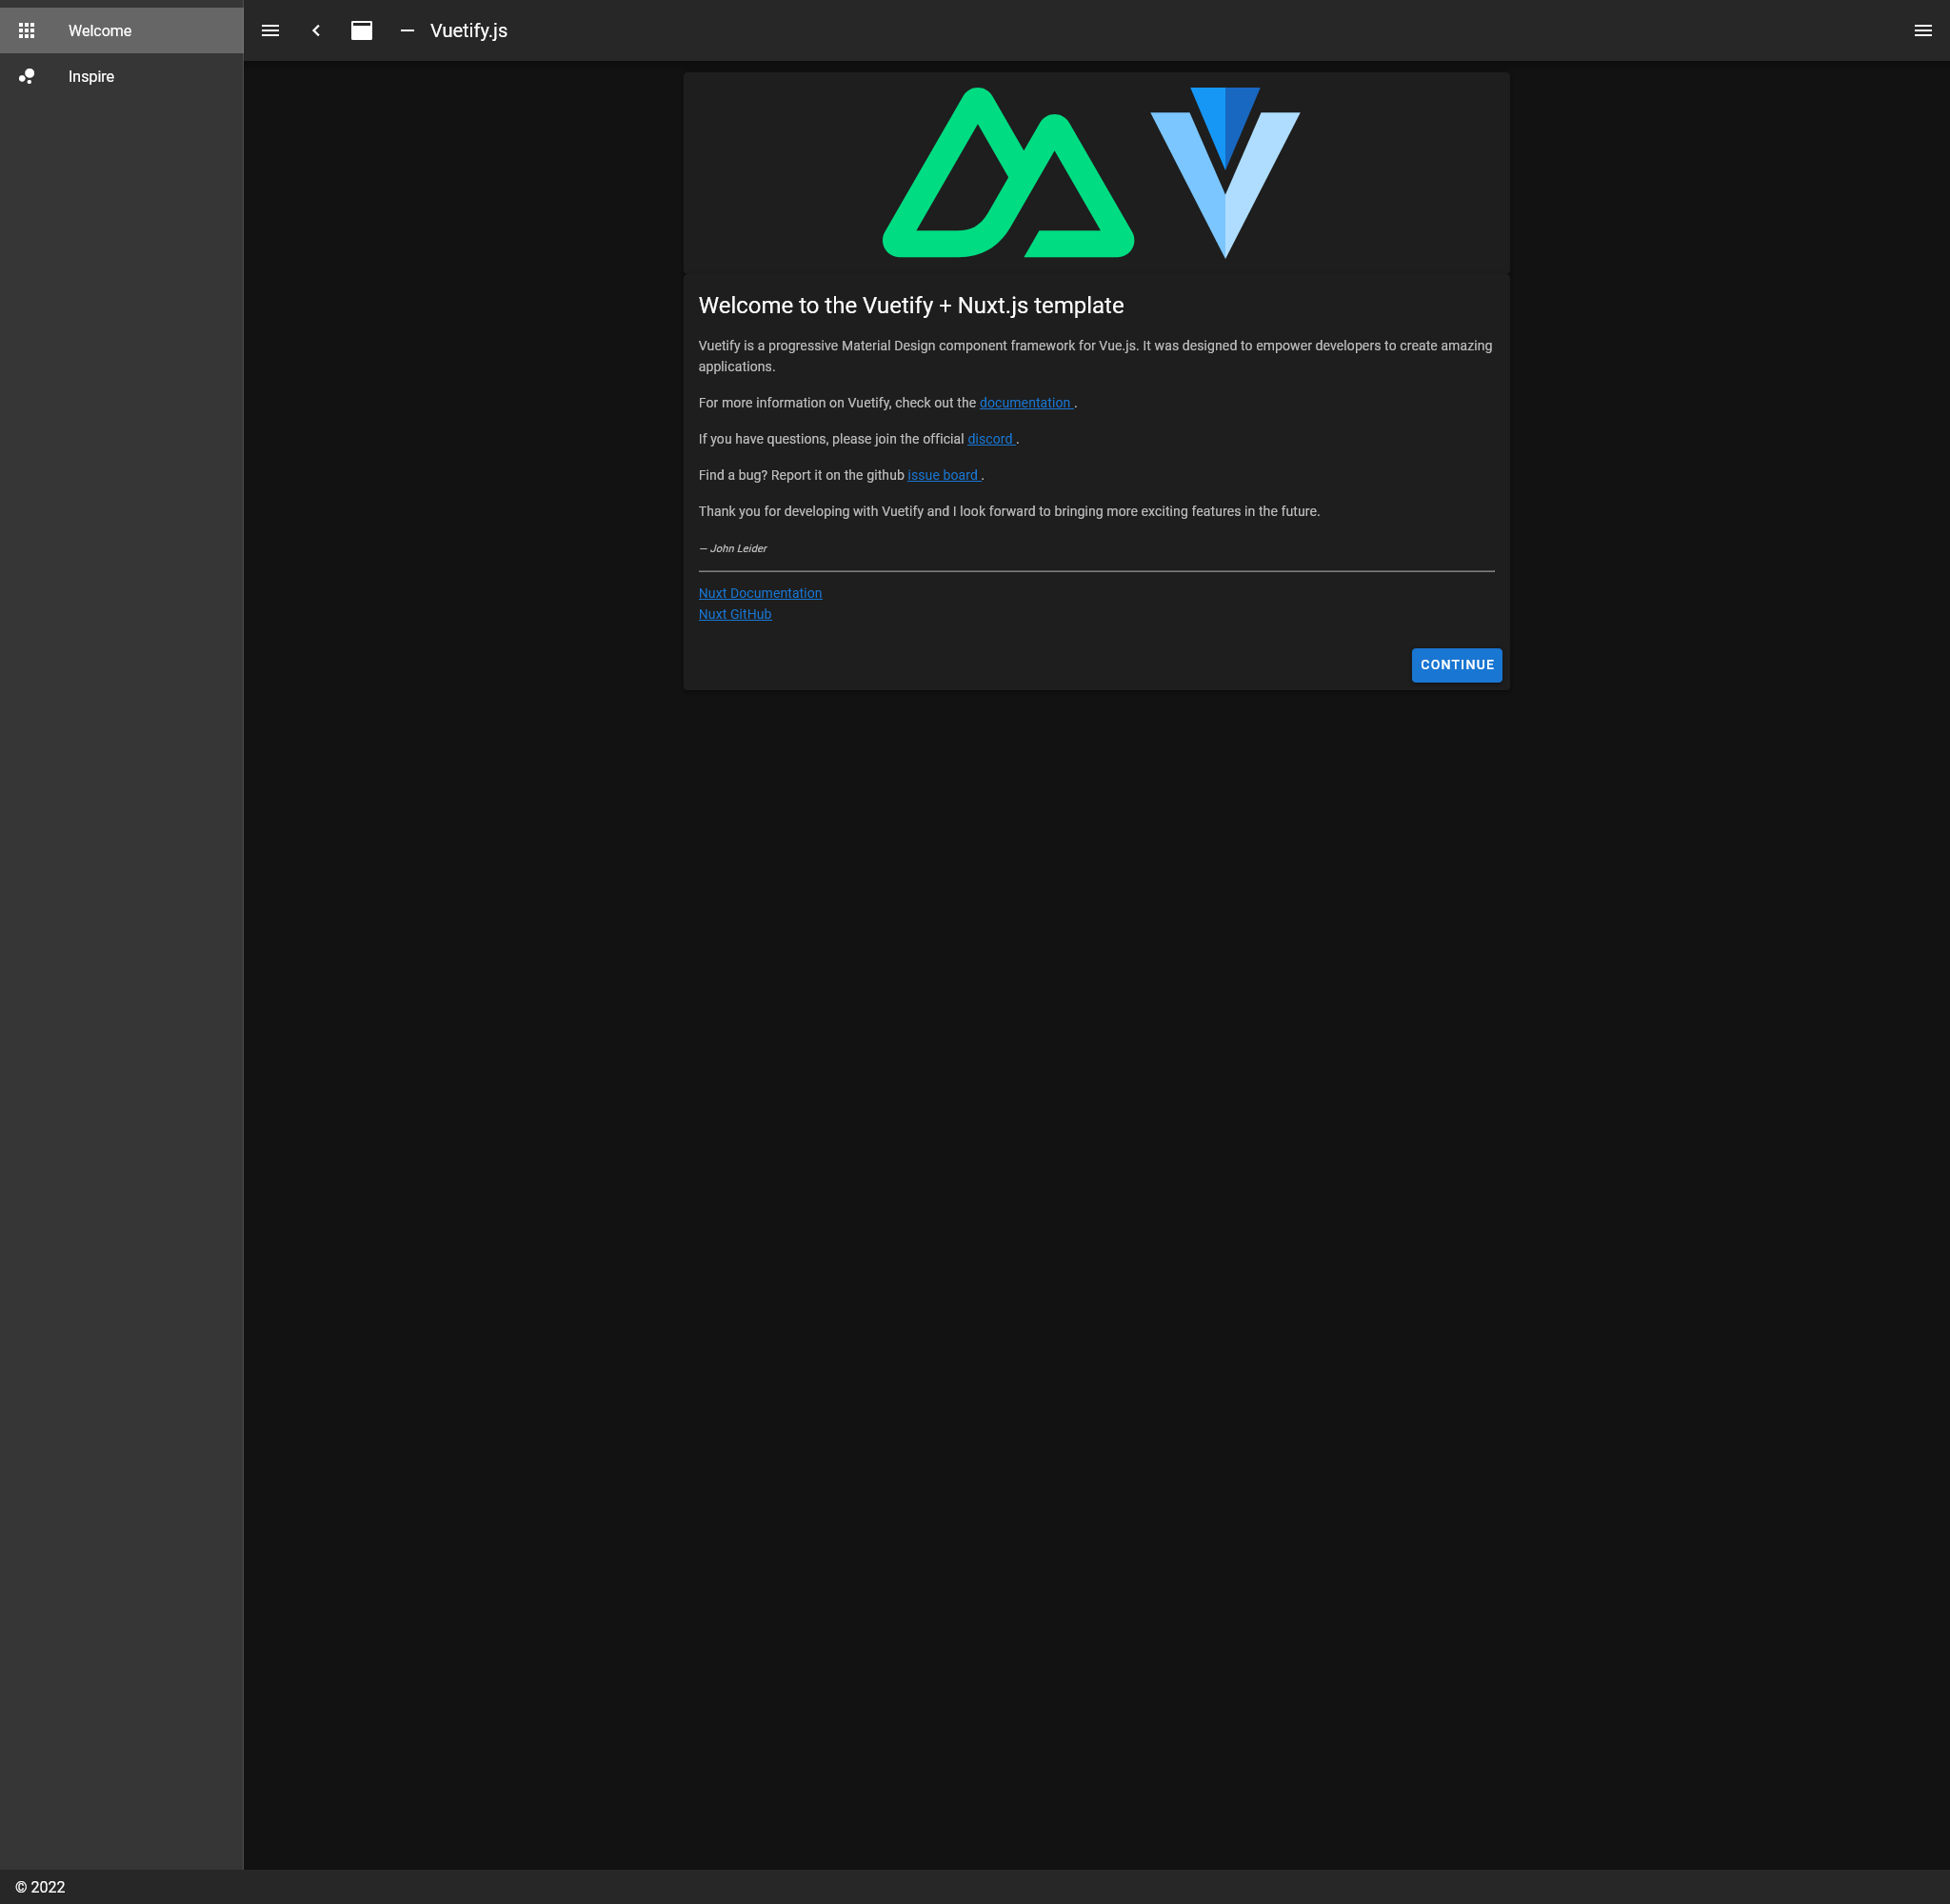 Welcome
Inspire
Vuetify.js
Welcome to the Vuetify + Nuxt.js template
Vuetify is a progressive Material Design component framework for Vue.js. It was designed to empower developers to create amazing
applications.
For more information on Vuetify, check out the documentation .
If you have questions, please join the official discord .
Find a bug? Report it on the github issue board .
Thank you for developing with Vuetify and I look forward to bringing more exciting features in the future.
— John Leider
Nuxt Documentation
Nuxt GitHub
CONTINUE
© 2022